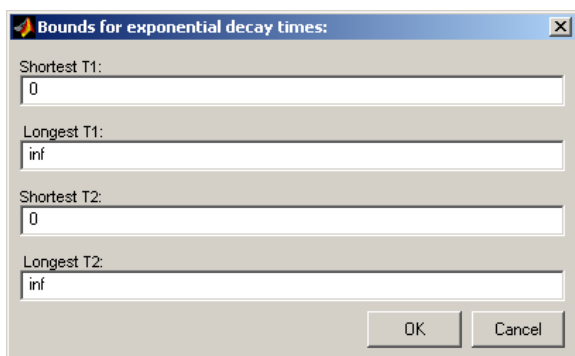 Bounds for exponential decay times:
Shortest T1:
0
Longest T1:
inf
Shortest T2:
0
Longest T2:
inf
OK Cancel